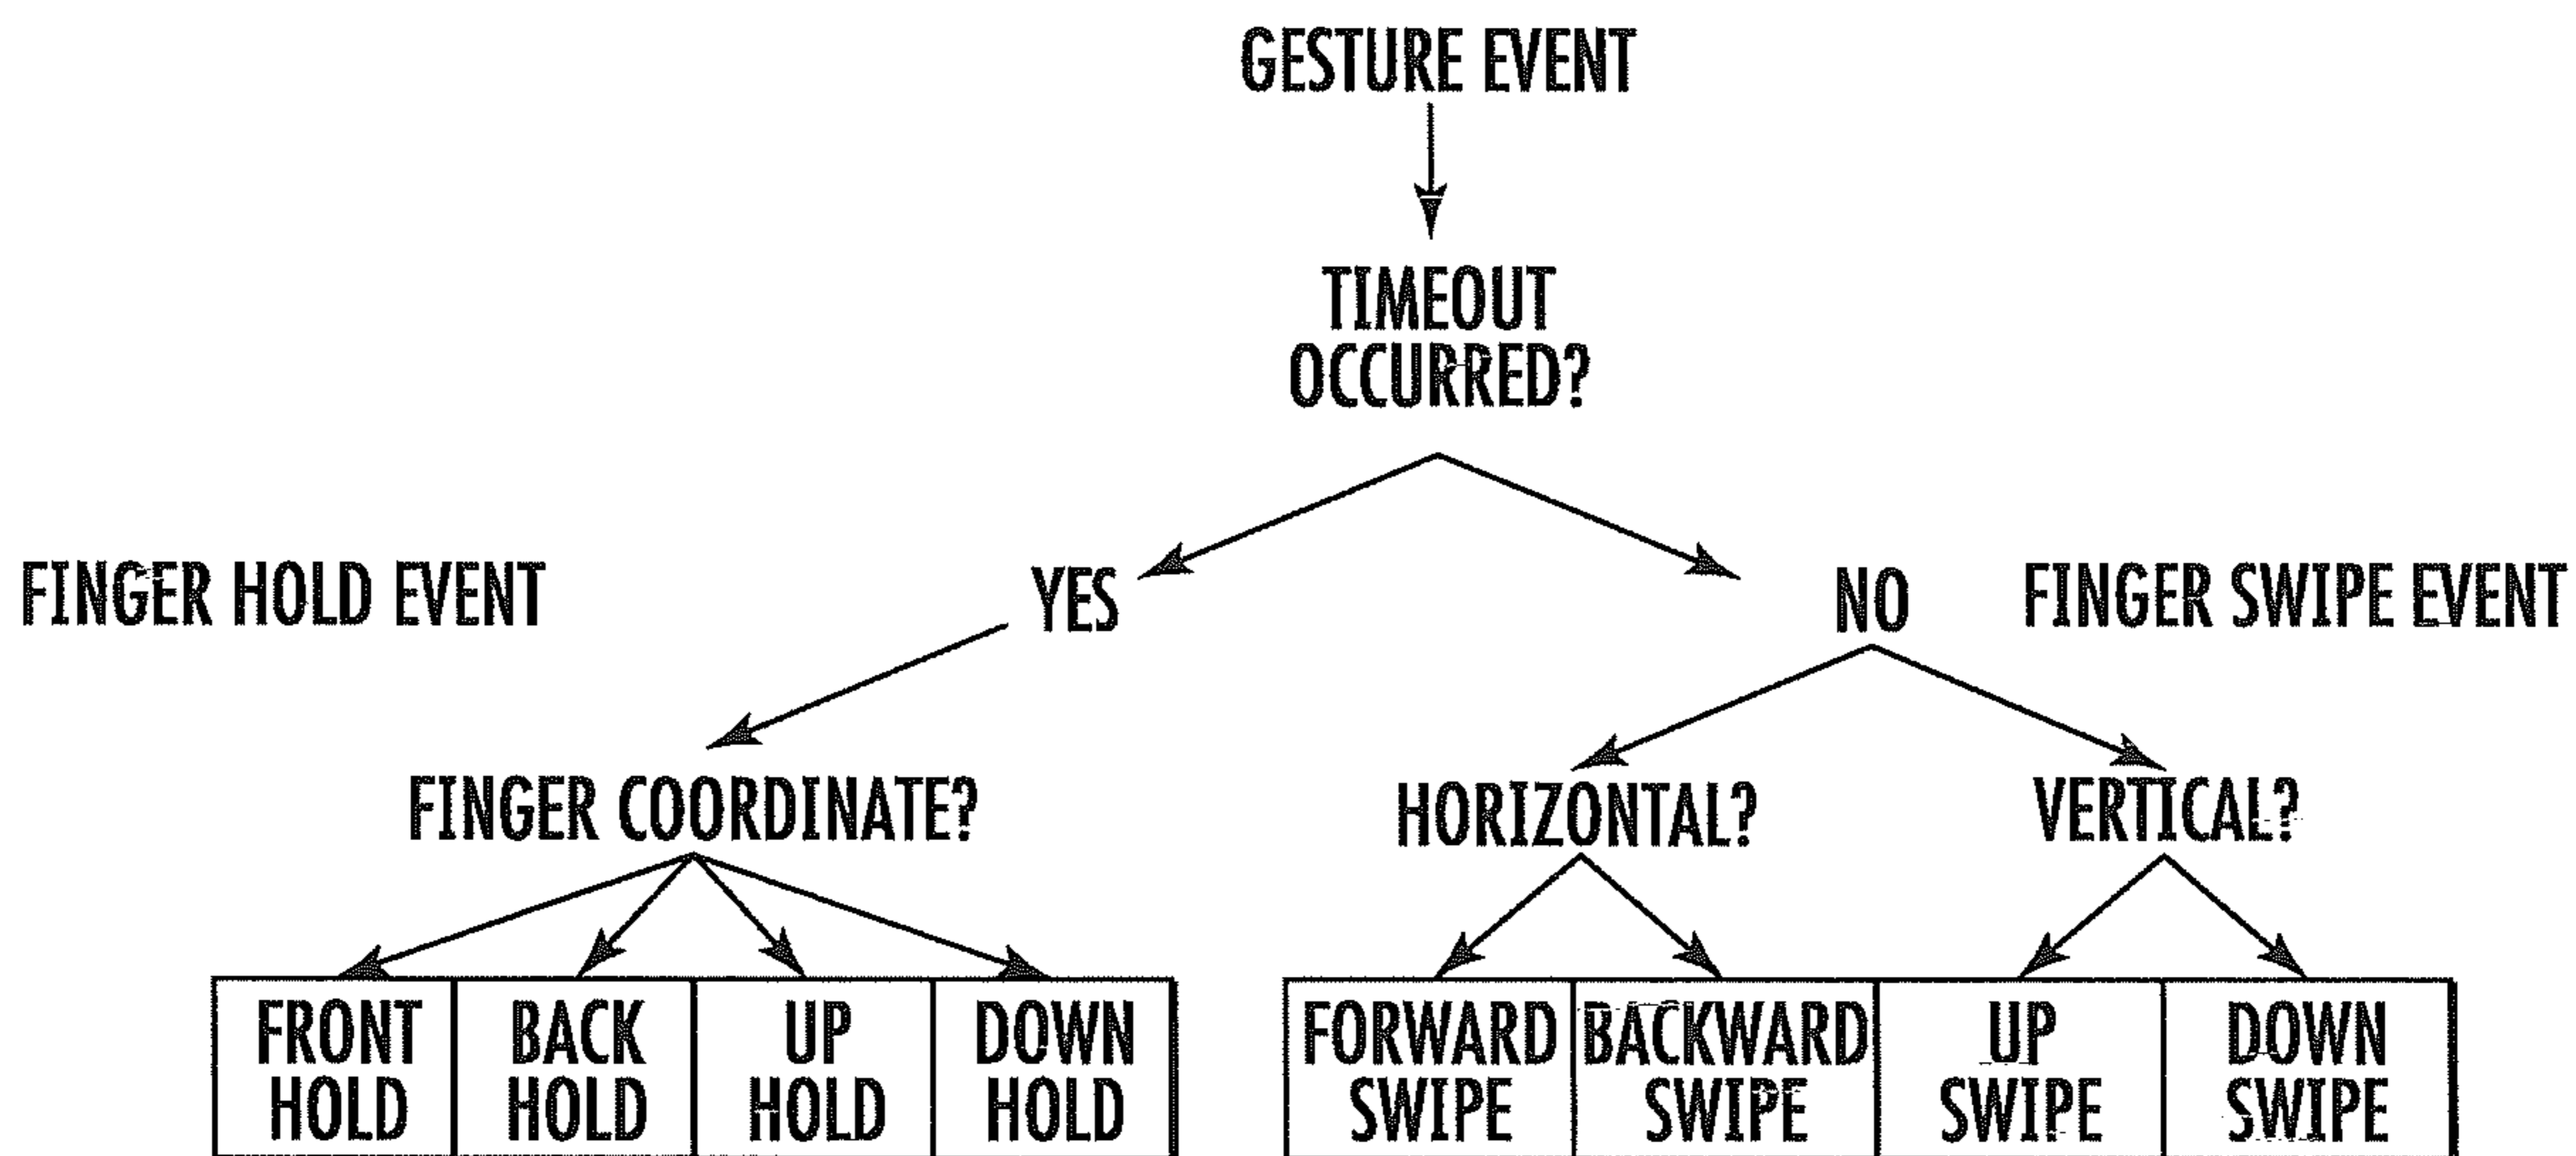 GESTURE EVENT
TIMEOUT
OCCURRED?
FINGER HOLD EVENT
YES
NO
FINGER SWIPE EVENT
FINGER COORDINATE?
HORIZONTAL?
VERTICAL?
FRONT
HOLD
BACK
HOLD
UP
HOLD
DOWN
HOLD
FORWARD
SWIPE
BACKWARD
SWIPE
UP
SWIPE
DOWN
SWIPE